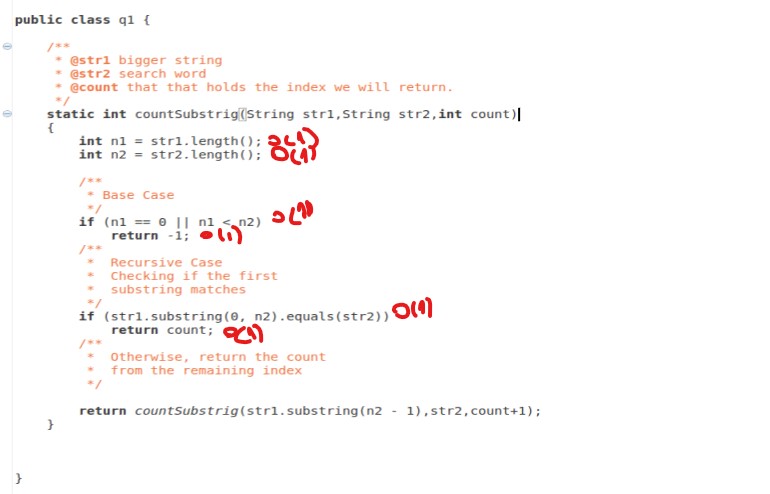 public class q1 {
/**
* @str1 bigger string
* @str2 search word
* @count that that holds the index we will return.
*/
static int countSubstrig(String str1,String str2,int count)
{
int n1 = str1.length(); O(1)
int n2 = str2.length(); O(1)
/**
* Base Case
*/
if (n1 == 0 || n1 < n2) O(1)
return -1; O(1)
/**
* Recursive Case
* Checking if the first
* substring matches
*/
if (str1.substring(0, n2).equals(str2)) O(1)
return count; O(1)
/**
* Otherwise, return the count
* from the remaining index
*/
return countSubstrig(str1.substring(n2 - 1),str2,count+1);
}
}